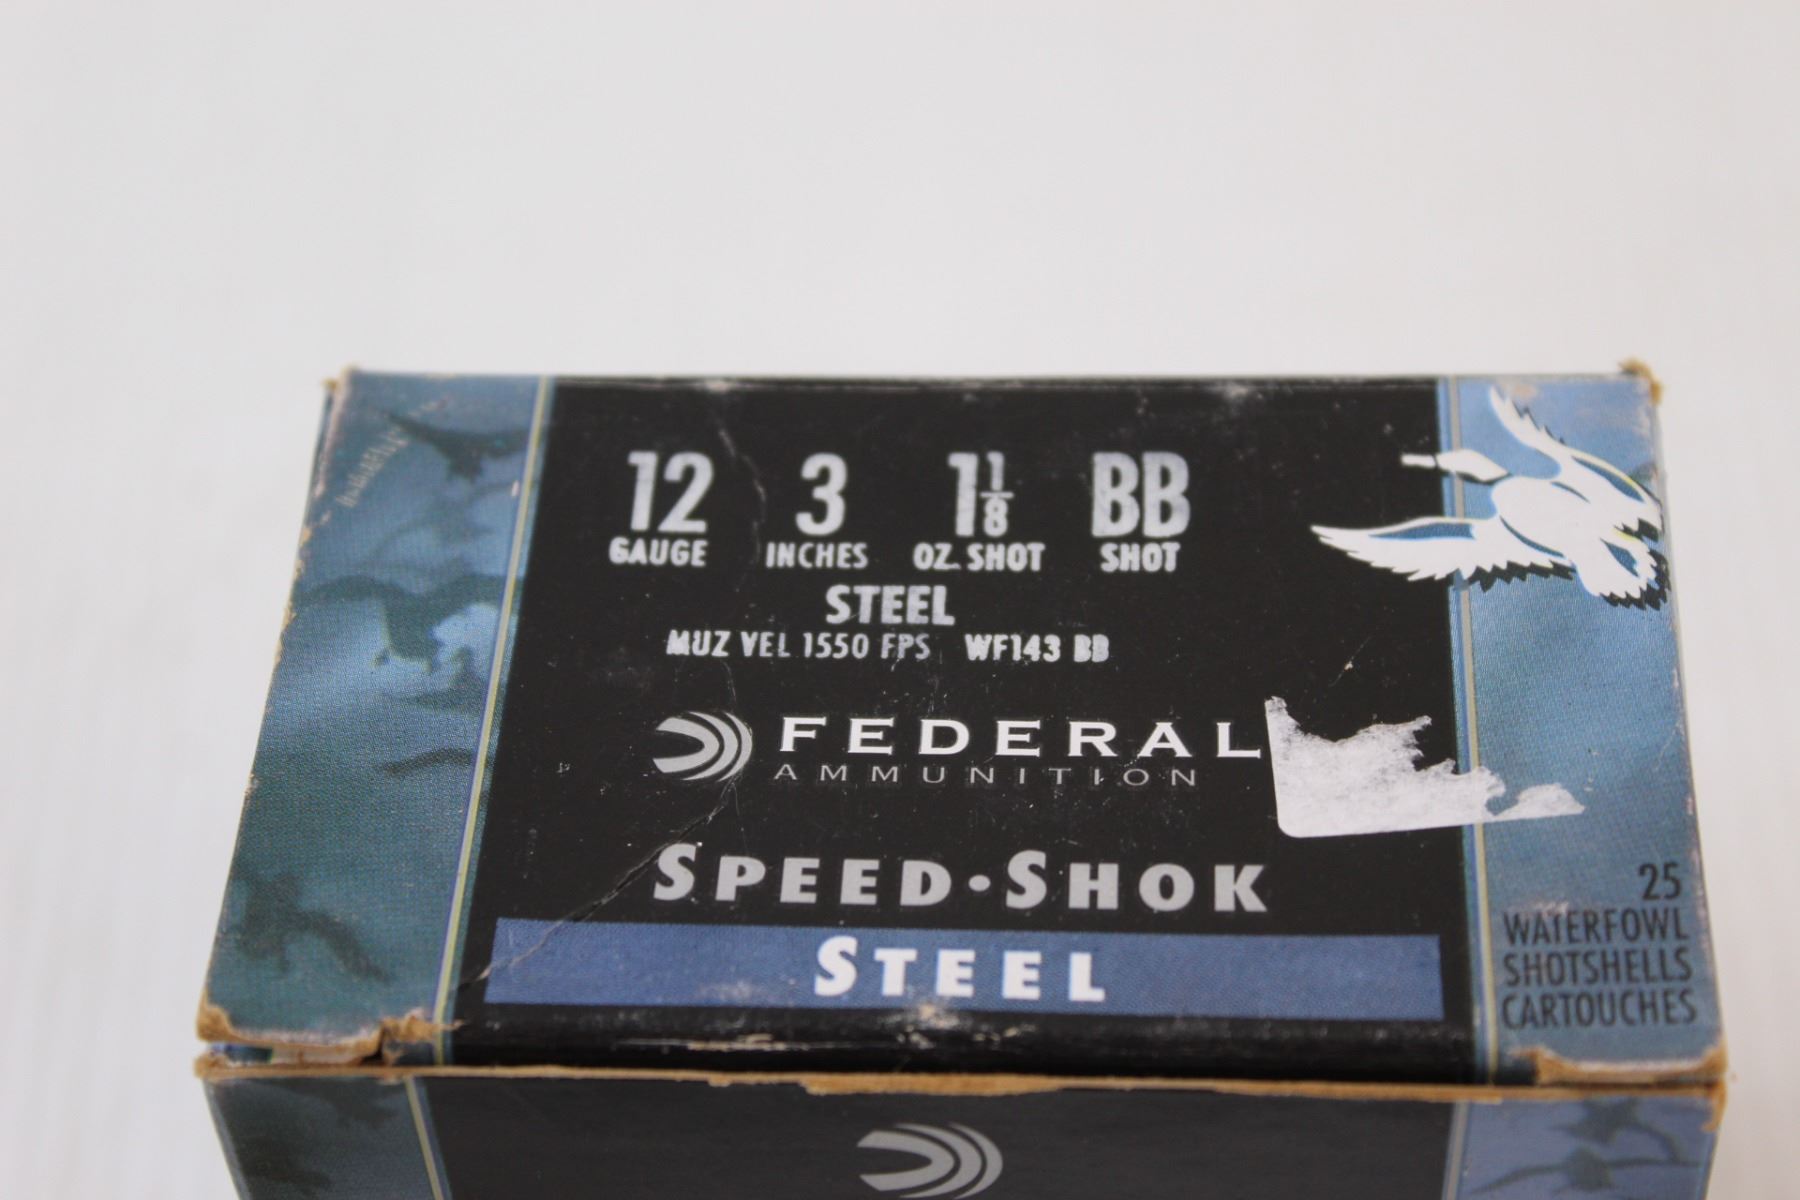 12 3 1 1/8 BB
GAUGE INCHES OZ. SHOT SHOT
STEEL
MUZ VEL 1550 FPS WF143 BB
FEDERAL
AMMUNITION
SPEED•SHOK
STEEL
25
WATERFOWL
SHOTSHELLS
CARTOUCHES